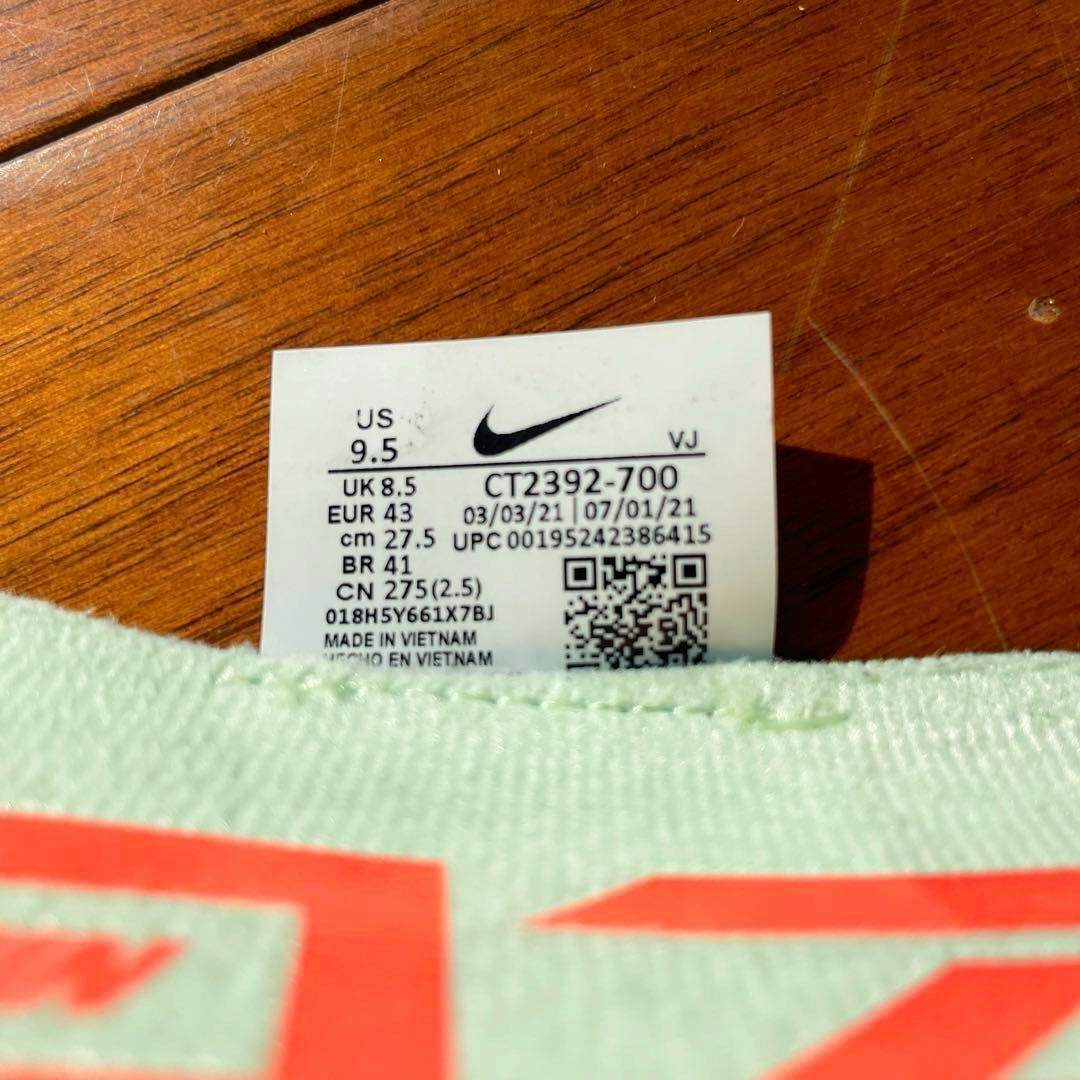 US
9.5
VJ
UK 8.5
CT2392-700
EUR 43
03/03/21 | 07/01/21
cm 27.5
UPC 00195242386415
BR 41
CN 275(2.5)
018H5Y661X7BJ
MADE IN VIETNAM
HECHO EN VIETNAM